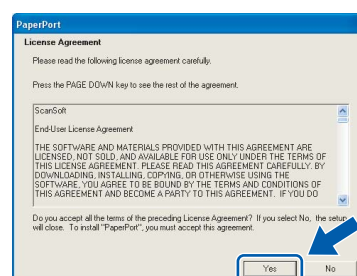 PaperPort
License Agreement
Please read the following license agreement carefully.
Press the PAGE DOWN key to see the rest of the agreement.
ScanSoft
End-User License Agreement
THE SOFTWARE AND MATERIALS PROVIDED WITH THIS AGREEMENT ARE
LICENSED, NOT SOLD, AND AVAILABLE FOR USE ONLY UNDER THE TERMS OF
THIS LICENSE AGREEMENT. PLEASE READ THIS AGREEMENT CAREFULLY. BY
DOWNLOADING, INSTALLING, COPYING, OR OTHERWISE USING THE
SOFTWARE, YOU AGREE TO BE BOUND BY THE TERMS AND CONDITIONS OF
THIS AGREEMENT AND BECOME A PARTY TO THIS AGREEMENT. IF YOU DO
Do you accept all the terms of the preceding License Agreement? If you select No, the setup
will close. To install "PaperPort", you must accept this agreement.
Yes
No